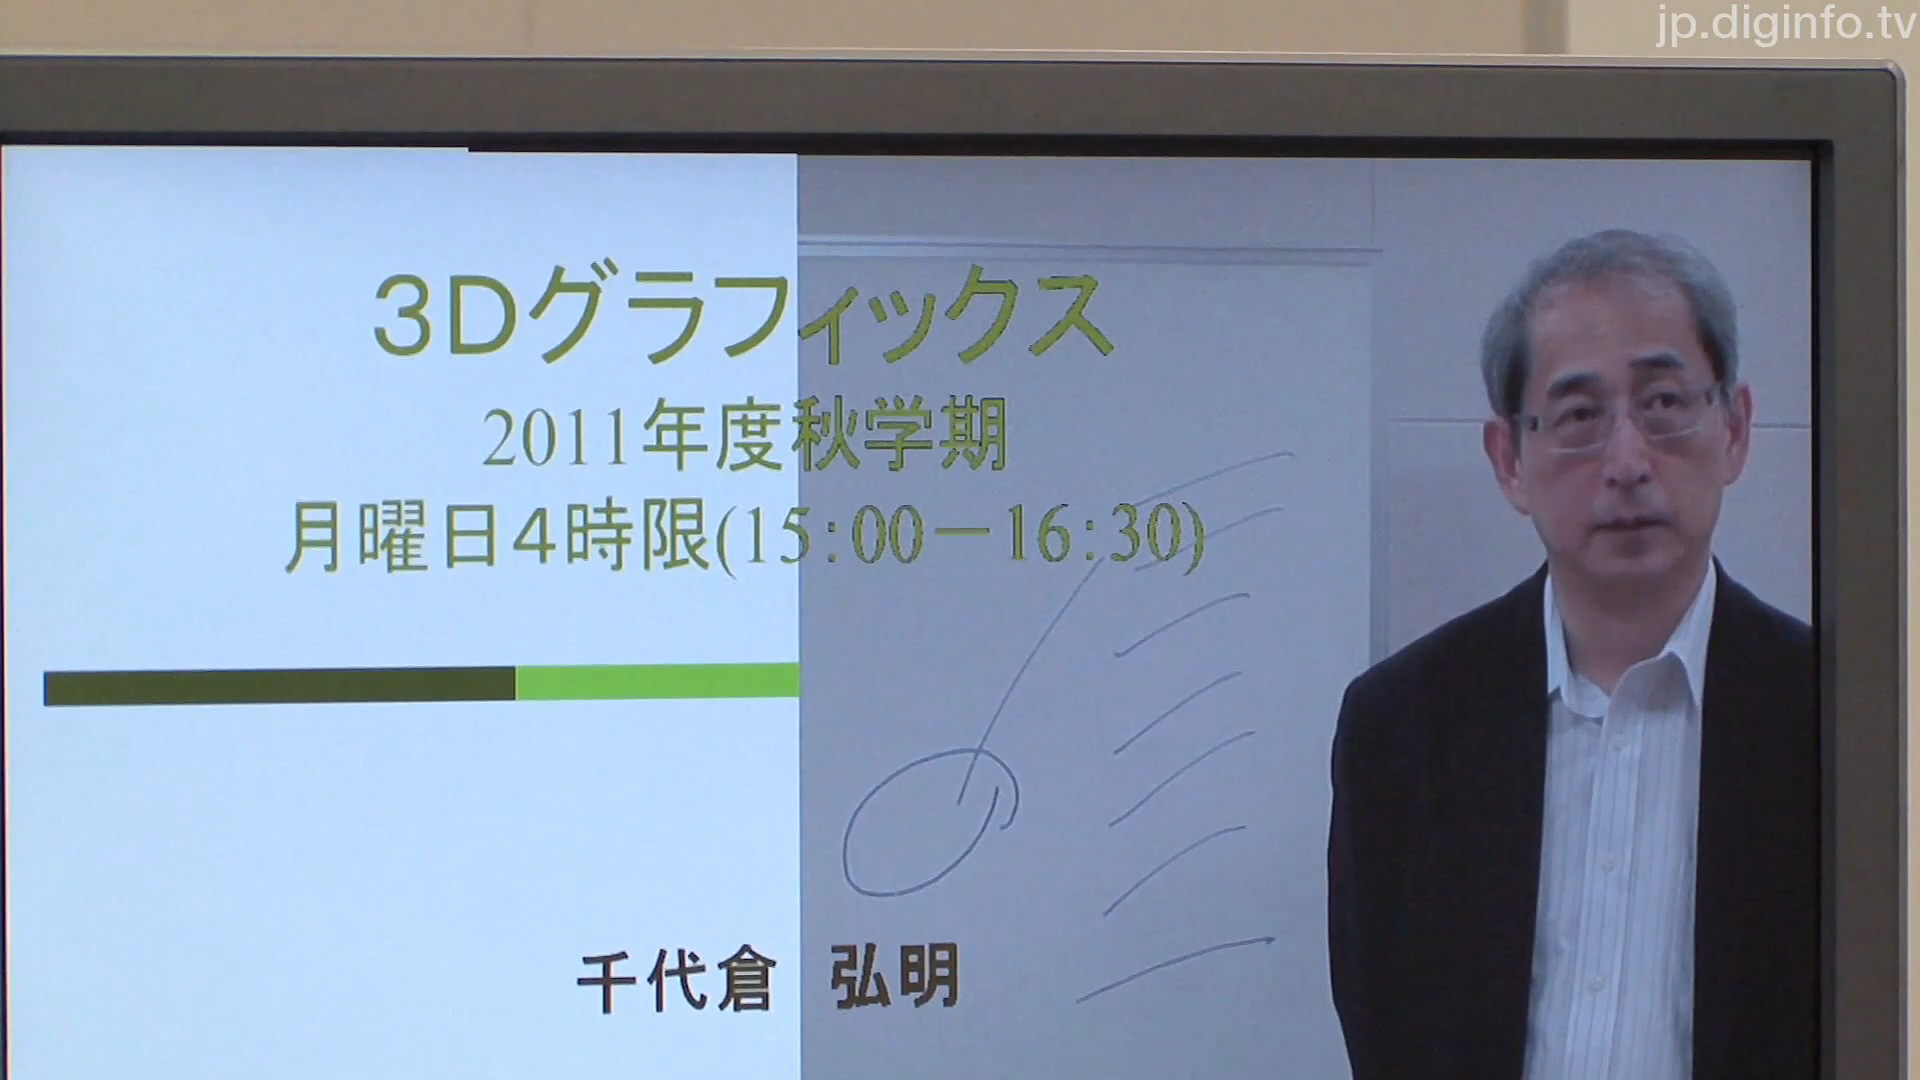 jp.diginfo.tv
３Dグラフィックス
2011年度秋学期
月曜日４時限(15：00－16：30)
千代倉　弘明